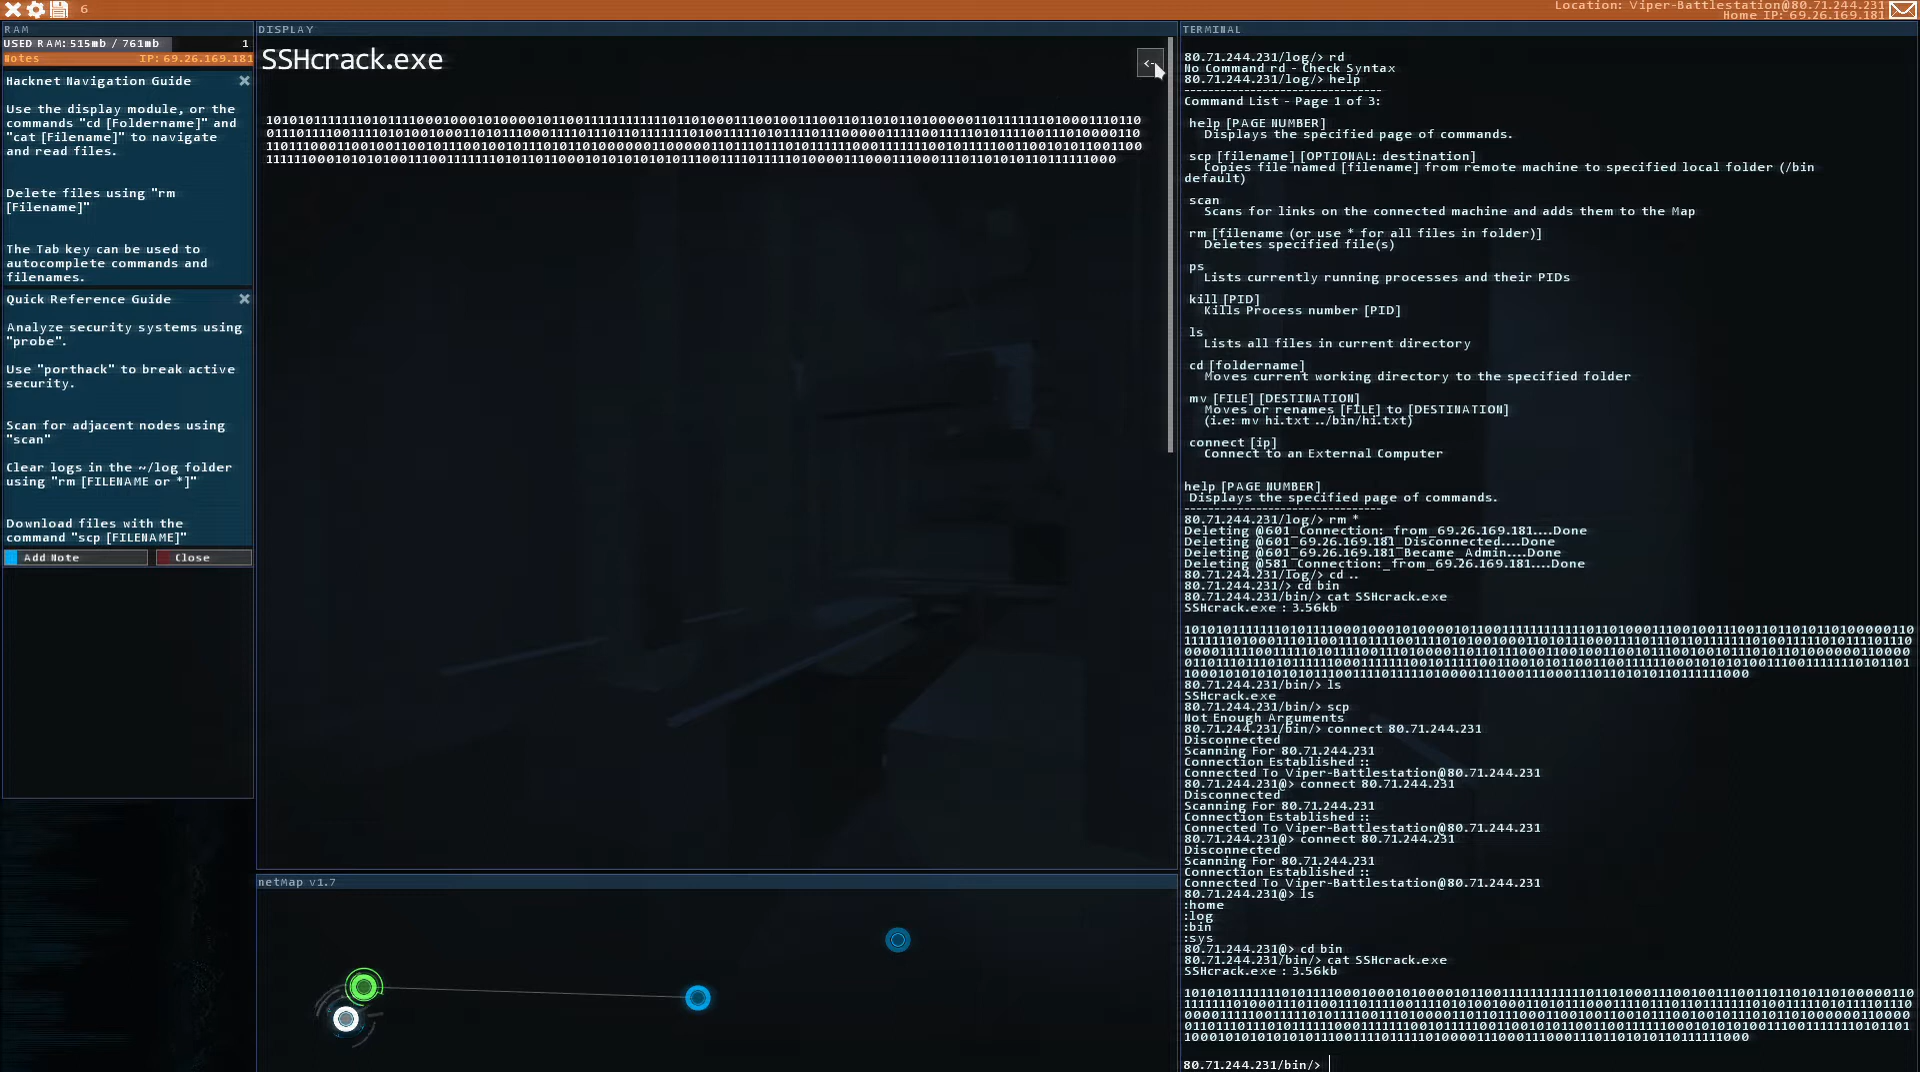 6
Location: Viper-Battlestation@80.71.244.231
Home IP: 69.26.169.181
RAM
USED RAM: 515mb / 761mb 1
Notes IP: 69.26.169.181
Hacknet Navigation Guide
Use the display module, or the
commands "cd [Foldername]" and
"cat [Filename]" to navigate
and read files.
Delete files using "rm
[Filename]"
The Tab key can be used to
autocomplete commands and
filenames.
Quick Reference Guide
Analyze security systems using
"probe".
Use "porthack" to break active
security.
Scan for adjacent nodes using
"scan"
Clear logs in the ~/log folder
using "rm [FILENAME or *]"
Download files with the
command "scp [FILENAME]"
Add Note
Close
DISPLAY
SSHcrack.exe
<-
netMap v1.7
TERMINAL
80.71.244.231/log/> rd
No Command rd - Check Syntax
80.71.244.231/log/> help
---------------------------------
Command List - Page 1 of 3:
help [PAGE NUMBER]
Displays the specified page of commands.
scp [filename] [OPTIONAL: destination]
Copies file named [filename] from remote machine to specified local folder (/bin
default)
scan
Scans for links on the connected machine and adds them to the Map
rm [filename (or use * for all files in folder)]
Deletes specified file(s)
ps
Lists currently running processes and their PIDs
kill [PID]
Kills Process number [PID]
ls
Lists all files in current directory
cd [foldername]
Moves current working directory to the specified folder
mv [FILE] [DESTINATION]
Moves or renames [FILE] to [DESTINATION]
(i.e: mv hi.txt ../bin/hi.txt)
connect [ip]
Connect to an External Computer
help [PAGE NUMBER]
Displays the specified page of commands.
---------------------------------
80.71.244.231/log/> rm *
Deleting @601_Connection:_from_69.26.169.181....Done
Deleting @601_69.26.169.181_Disconnected....Done
Deleting @601_69.26.169.181_Became_Admin....Done
Deleting @581_Connection:_from_69.26.169.181....Done
80.71.244.231/log/> cd ..
80.71.244.231/> cd bin
80.71.244.231/bin/> cat SSHcrack.exe
SSHcrack.exe : 3.56kb
80.71.244.231/bin/> ls
SSHcrack.exe
80.71.244.231/bin/> scp
Not Enough Arguments
80.71.244.231/bin/> connect 80.71.244.231
Disconnected
Scanning For 80.71.244.231
Connection Established ::
Connected To Viper-Battlestation@80.71.244.231
80.71.244.231@> connect 80.71.244.231
Disconnected
Scanning For 80.71.244.231
Connection Established ::
Connected To Viper-Battlestation@80.71.244.231
80.71.244.231@> connect 80.71.244.231
Disconnected
Scanning For 80.71.244.231
Connection Established ::
Connected To Viper-Battlestation@80.71.244.231
80.71.244.231@> ls
:home
:log
:bin
:sys
80.71.244.231@> cd bin
80.71.244.231/bin/> cat SSHcrack.exe
SSHcrack.exe : 3.56kb
80.71.244.231/bin/>